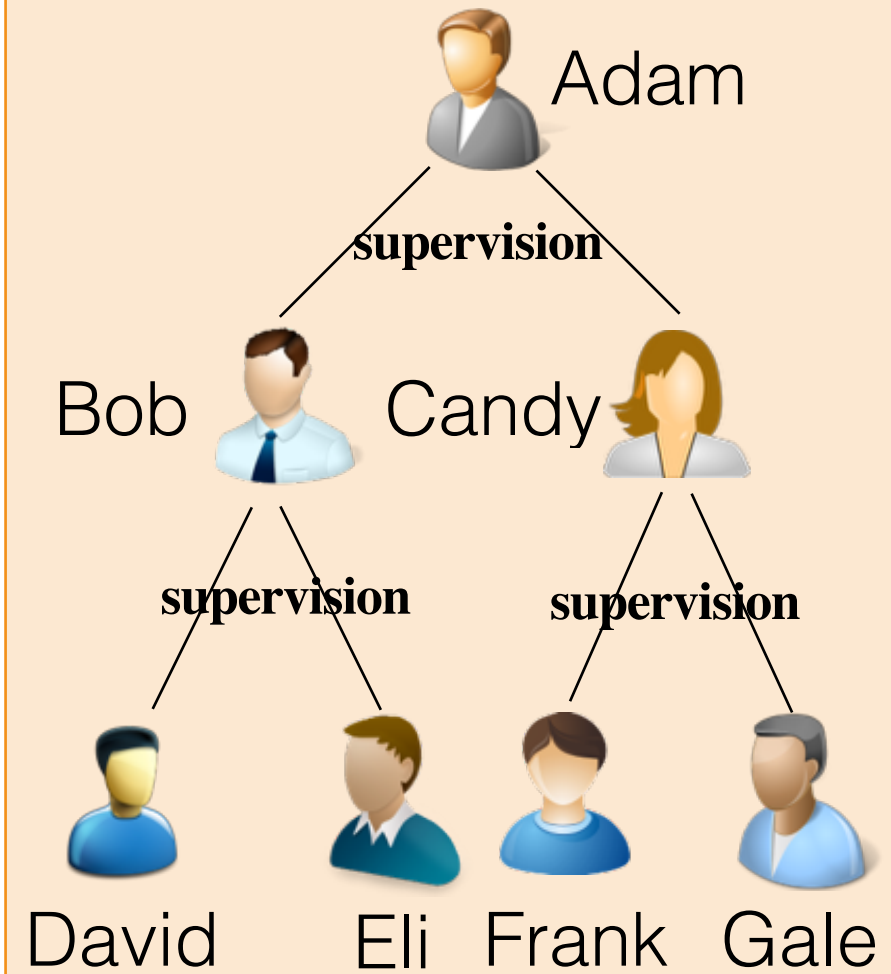 Adam
supervision
Bob
Candy
supervision
supervision
David
Eli
Frank
Gale